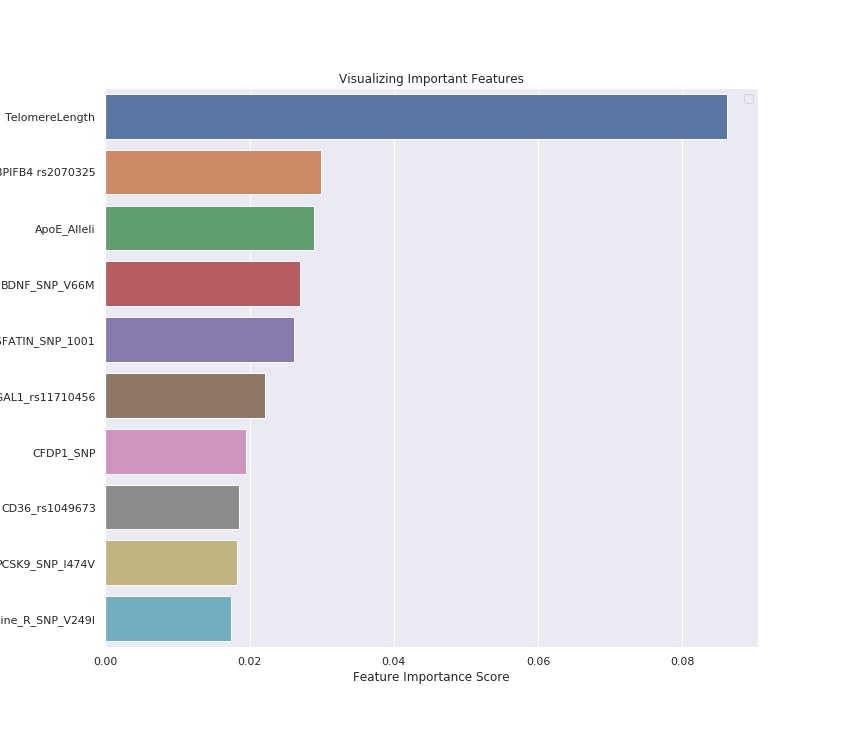 Visualizing Important Features
TelomereLength
BPIFB4 rs2070325
ApoE_Alleli
BDNF_SNP_V66M
SFATIN_SNP_1001
GAL1_rs11710456
CFDP1_SNP
CD36_rs1049673
PCSK9_SNP_I474V
ine_R_SNP_V249I
0.00 0.02 0.04 0.06 0.08
Feature Importance Score